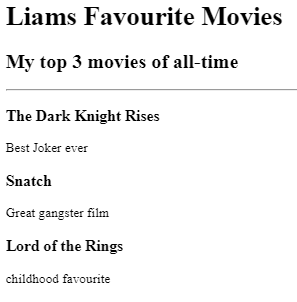 Liams Favourite Movies
My top 3 movies of all-time
The Dark Knight Rises
Best Joker ever
Snatch
Great gangster film
Lord of the Rings
childhood favourite